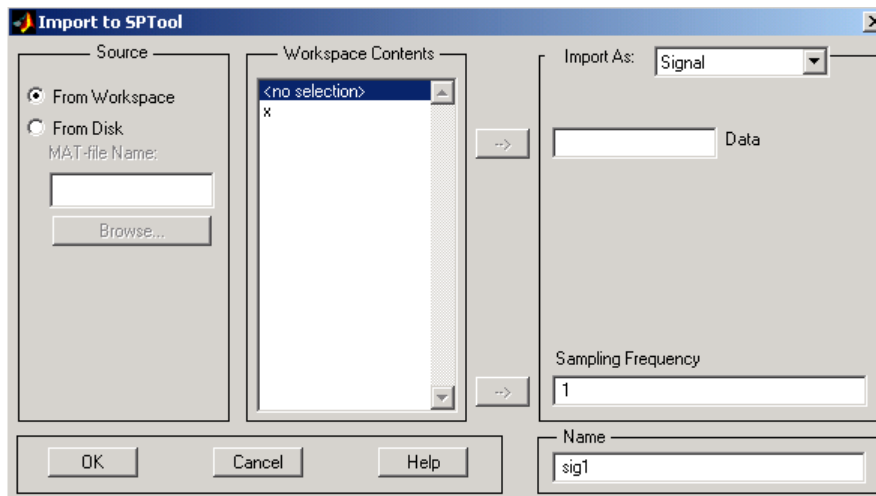 Import to SPTool
Source
From Workspace
From Disk
MAT-file Name:
Browse...
Workspace Contents
<no selection>
x
-->
-->
Import As:
Signal
Data
Sampling Frequency
1
OK
Cancel
Help
Name
sig1